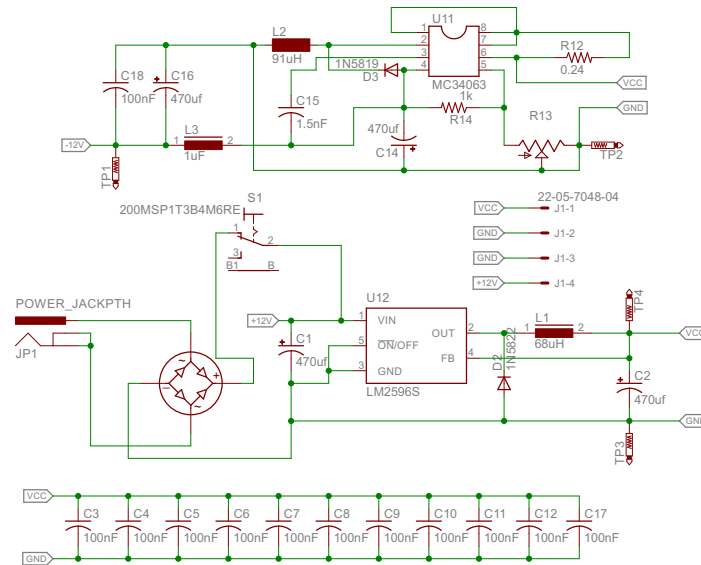 U11
L2
91uH
1 8
2 7
3 6
4 5
MC34063
1N5819
D3
R12
0.24
VCC
GND
C18
100nF
C16
470uf
C15
1.5nF
1k
R14
R13
470uf
C14
-12V
L3
1 2
1uF
TP1
TP2
S1
200MSP1T3B4M6RE
1
2
3
B1 B
22-05-7048-04
VCC J1-1
GND J1-2
GND J1-3
+12V J1-4
POWER_JACKPTH
JP1
~
+
-
~
+12V
C1
470uf
U12
1 VIN
5 ON/OFF
3 GND
OUT 2
FB 4
LM2596S
D2
1N5822
L1
1 2
68uH
TP4
VCC
C2
470uf
GND
TP3
VCC
C3 C4 C5 C6 C7 C8 C9 C10 C11 C12 C17
100nF 100nF 100nF 100nF 100nF 100nF 100nF 100nF 100nF 100nF 100nF
GND